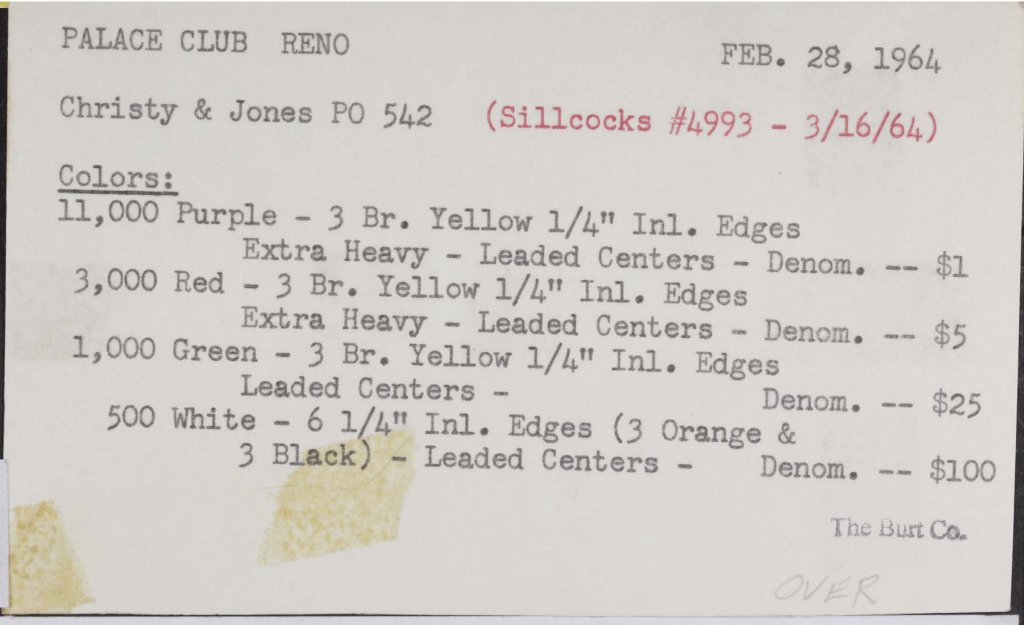 PALACE CLUB RENO
FEB. 28, 1964
Christy & Jones PO 542 (Sillcocks #4993 - 3/16/64)
Colors:
11,000 Purple - 3 Br. Yellow 1/4" Inl. Edges
Extra Heavy - Leaded Centers - Denom. -- $1
3,000 Red - 3 Br. Yellow 1/4" Inl. Edges
Extra Heavy - Leaded Centers - Denom. -- $5
1,000 Green - 3 Br. Yellow 1/4" Inl. Edges
Leaded Centers - Denom. -- $25
500 White - 6 1/4" Inl. Edges (3 Orange &
3 Black) - Leaded Centers - Denom. -- $100
The Burt Co.
OVER